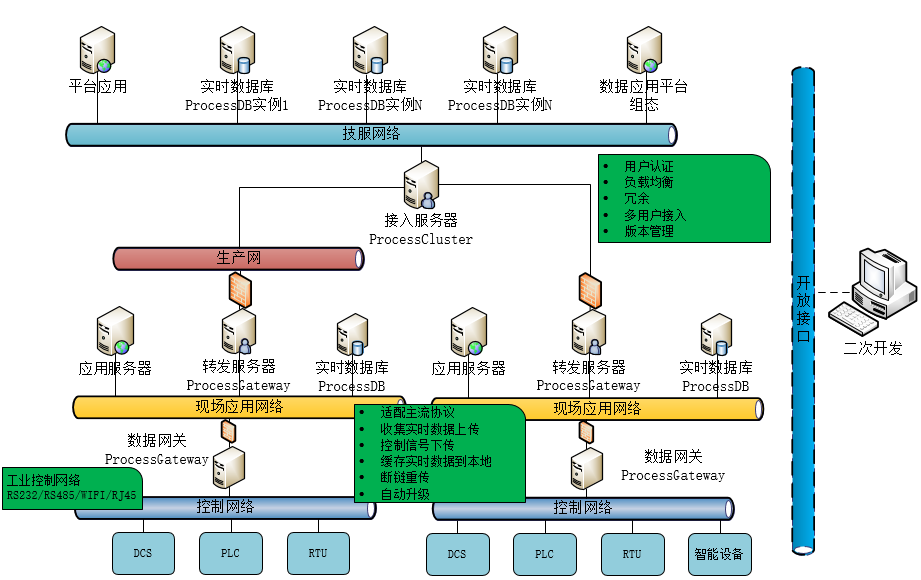 平台应用
实时数据库
ProcessDB实例1
实时数据库
ProcessDB实例N
实时数据库
ProcessDB实例N
数据应用平台
组态
技服网络
用户认证
负载均衡
冗余
多用户接入
版本管理
接入服务器
ProcessCluster
生产网
开放接口
二次开发
应用服务器
转发服务器
ProcessGateway
实时数据库
ProcessDB
应用服务器
转发服务器
ProcessGateway
实时数据库
ProcessDB
现场应用网络
现场应用网络
适配主流协议
收集实时数据上传
控制信号下传
缓存实时数据到本地
断链重传
自动升级
数据网关
ProcessGateway
数据网关
ProcessGateway
工业控制网络
RS232/RS485/WIFI/RJ45
控制网络
控制网络
DCS
PLC
RTU
DCS
PLC
RTU
智能设备